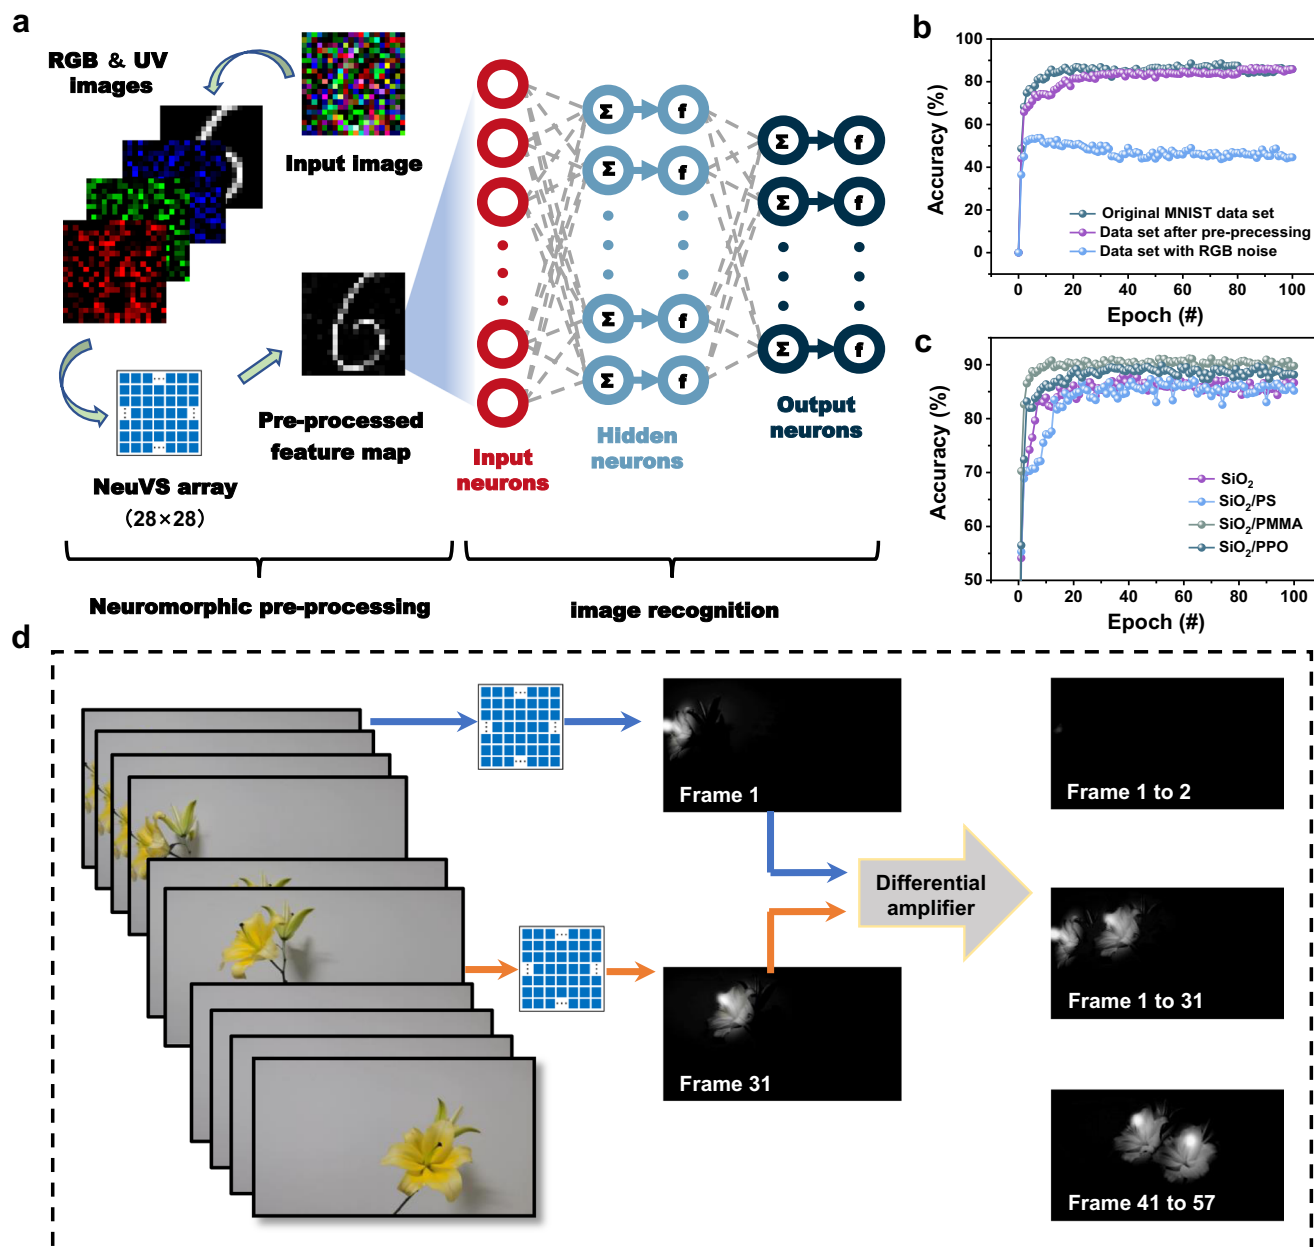 a
RGB & UV
images
Input image
Pre-processed
feature map
NeuVS array
(28×28)
Σ
f
Σ
f
Σ
f
Σ
f
Σ
f
Σ
f
Σ
f
Input
neurons
Hidden
neurons
Output
neurons
Neuromorphic pre-processing
image recognition
b
Accuracy (%)
100
80
60
40
20
0
Original MNIST data set
Data set after pre-precessing
Data set with RGB noise
0 20 40 60 80 100
Epoch (#)
c
Accuracy (%)
90
80
70
60
50
SiO₂
SiO₂/PS
SiO₂/PMMA
SiO₂/PPO
0 20 40 60 80 100
Epoch (#)
d
Frame 1
Frame 31
Differential
amplifier
Frame 1 to 2
Frame 1 to 31
Frame 41 to 57